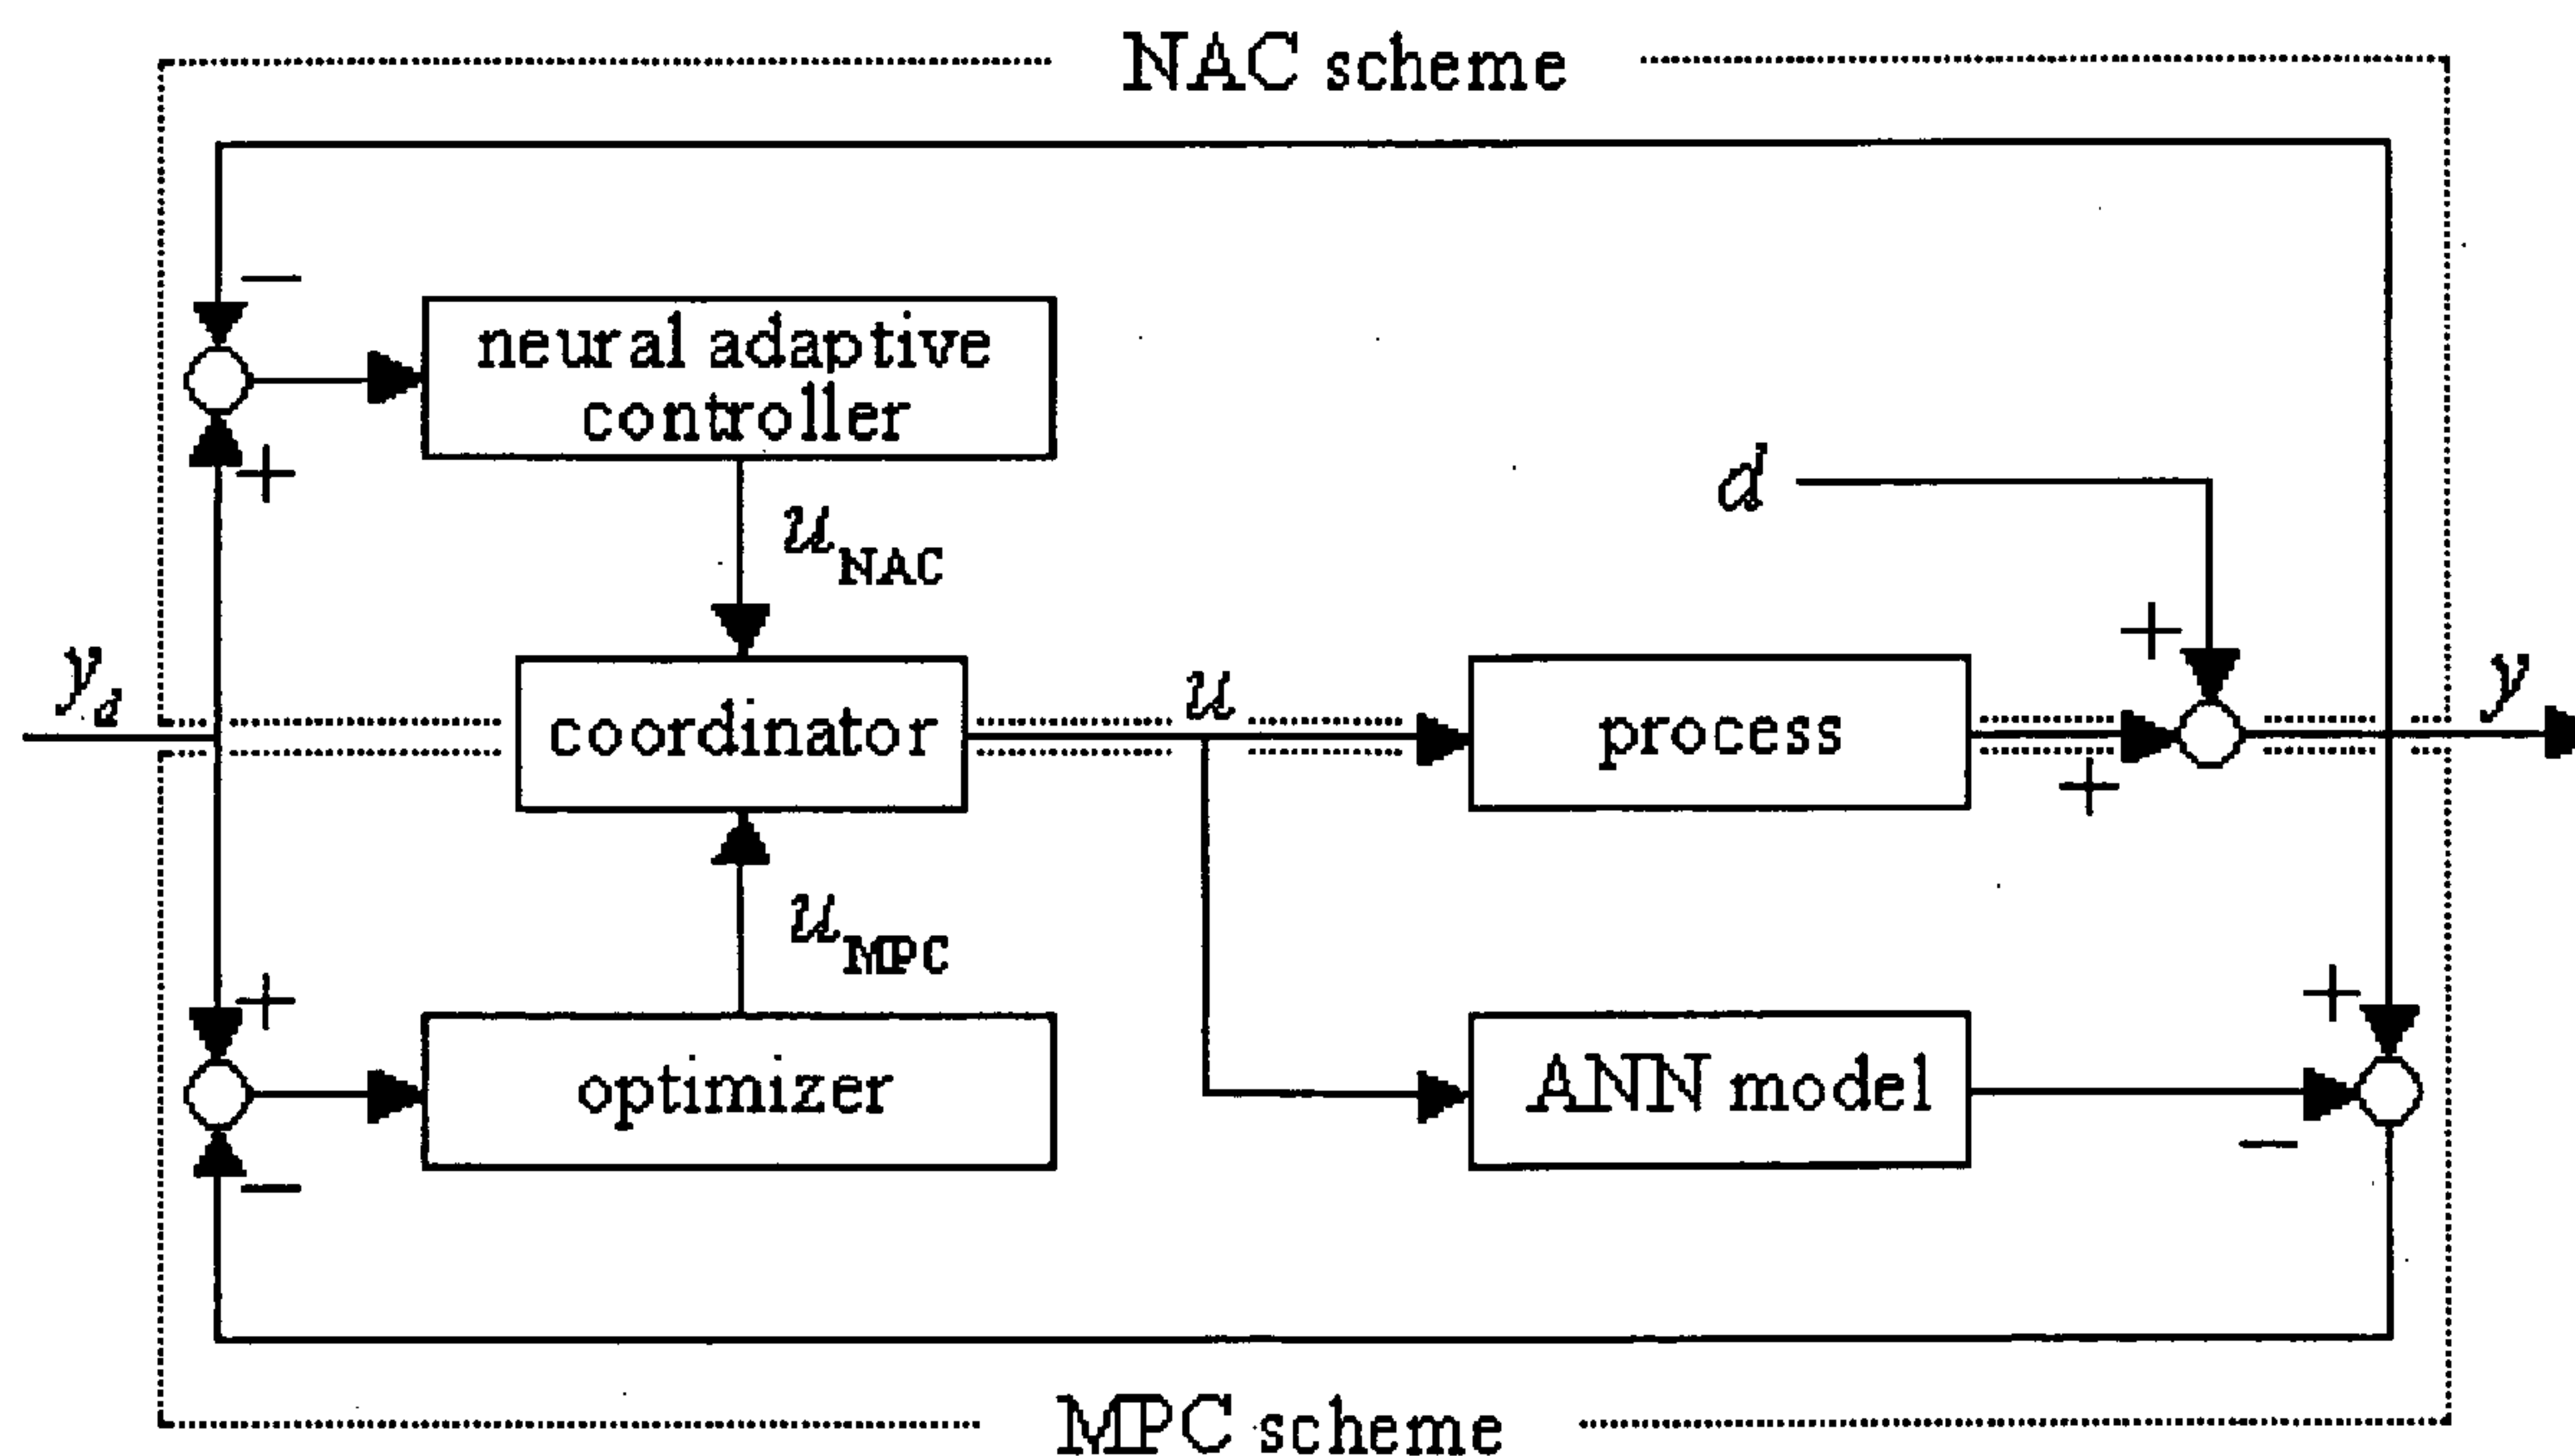 NAC scheme
−
neural adaptive
controller
+
u_NAC
d
+
y_d
coordinator
u
process
y
+
u_MPC
+
+
optimizer
ANN model
−
−
MPC scheme